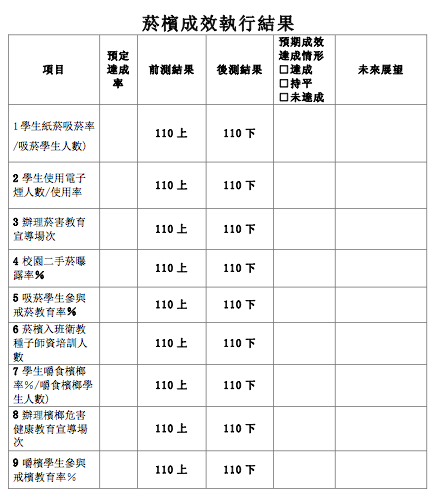 菸檳成效執行結果
項目
預定
達成
率
前測結果
後測結果
預期成效
達成情形
□達成
□持平
□未達成
未來展望
1 學生紙菸吸菸率
/吸菸學生人數)
110 上
110 下
2 學生使用電子
煙人數/使用率
110 上
110 下
3 辦理菸害教育
宣導場次
110 上
110 下
4 校園二手菸曝
露率%
110 上
110 下
5 吸菸學生參與
戒菸教育率%
110 上
110 下
6 菸檳入班衛教
種子師資培訓人
數
110 上
110 下
7 學生嚼食檳榔
率%/嚼食檳榔學
生人數)
110 上
110 下
8 辦理檳榔危害
健康教育宣導場
次
110 上
110 下
9 嚼檳學生參與
戒檳教育率%
110 上
110 下